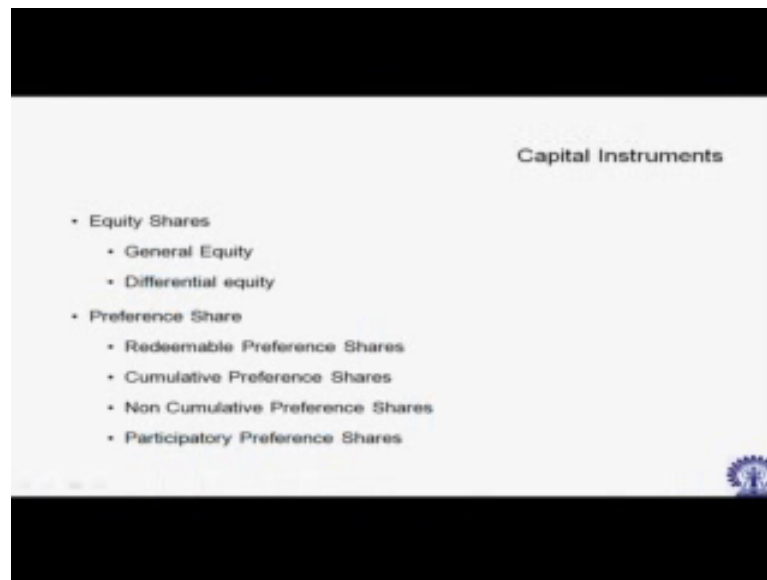 Capital Instruments
• Equity Shares
• General Equity
• Differential equity
• Preference Share
• Redeemable Preference Shares
• Cumulative Preference Shares
• Non Cumulative Preference Shares
• Participatory Preference Shares